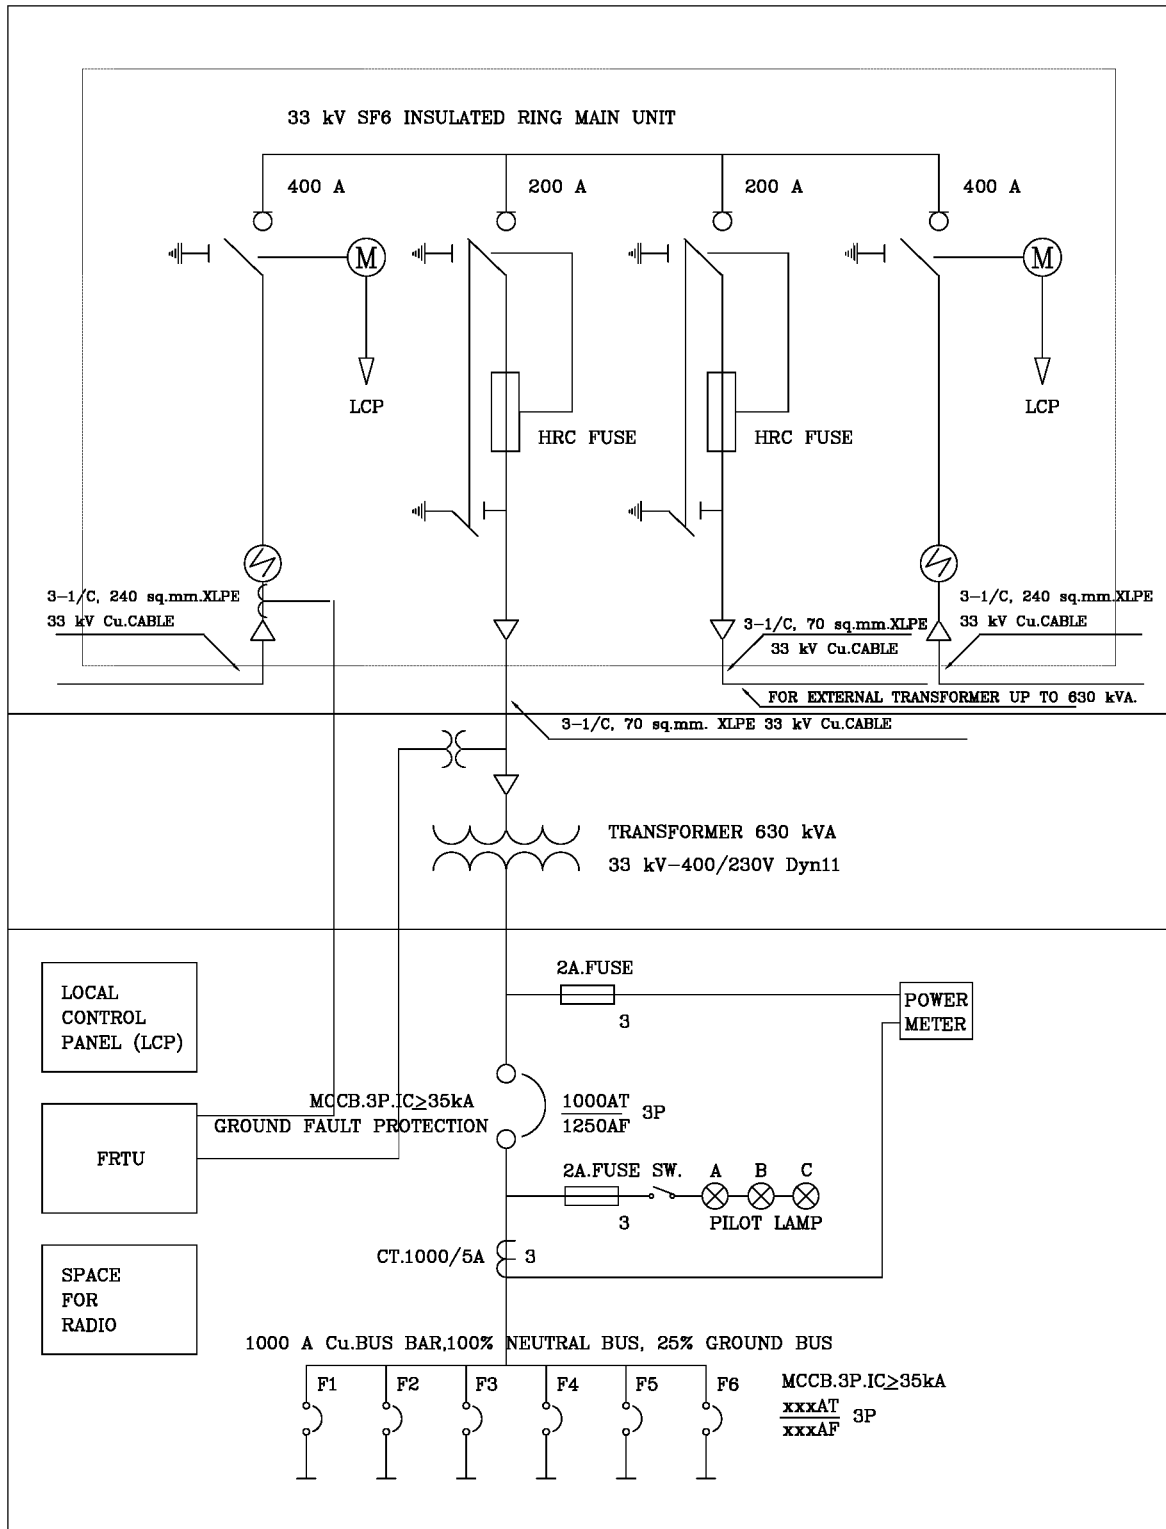 33 kV SF6 INSULATED RING MAIN UNIT
400 A
200 A
200 A
400 A
M
M
LCP
LCP
HRC FUSE
HRC FUSE
3-1/C, 240 sq.mm.XLPE
33 kV Cu.CABLE
3-1/C, 70 sq.mm.XLPE
33 kV Cu.CABLE
3-1/C, 240 sq.mm.XLPE
33 kV Cu.CABLE
FOR EXTERNAL TRANSFORMER UP TO 630 kVA.
3-1/C, 70 sq.mm. XLPE 33 kV Cu.CABLE
TRANSFORMER 630 kVA
33 kV-400/230V Dyn11
2A.FUSE
3
POWER
METER
LOCAL
CONTROL
PANEL (LCP)
MCCB.3P.IC≥35kA
GROUND FAULT PROTECTION
1000AT
1250AF
3P
FRTU
2A.FUSE SW. A B C
3
PILOT LAMP
CT.1000/5A 3
SPACE
FOR
RADIO
1000 A Cu.BUS BAR,100% NEUTRAL BUS, 25% GROUND BUS
F1 F2 F3 F4 F5 F6
MCCB.3P.IC≥35kA
xxxAT
xxxAF
3P